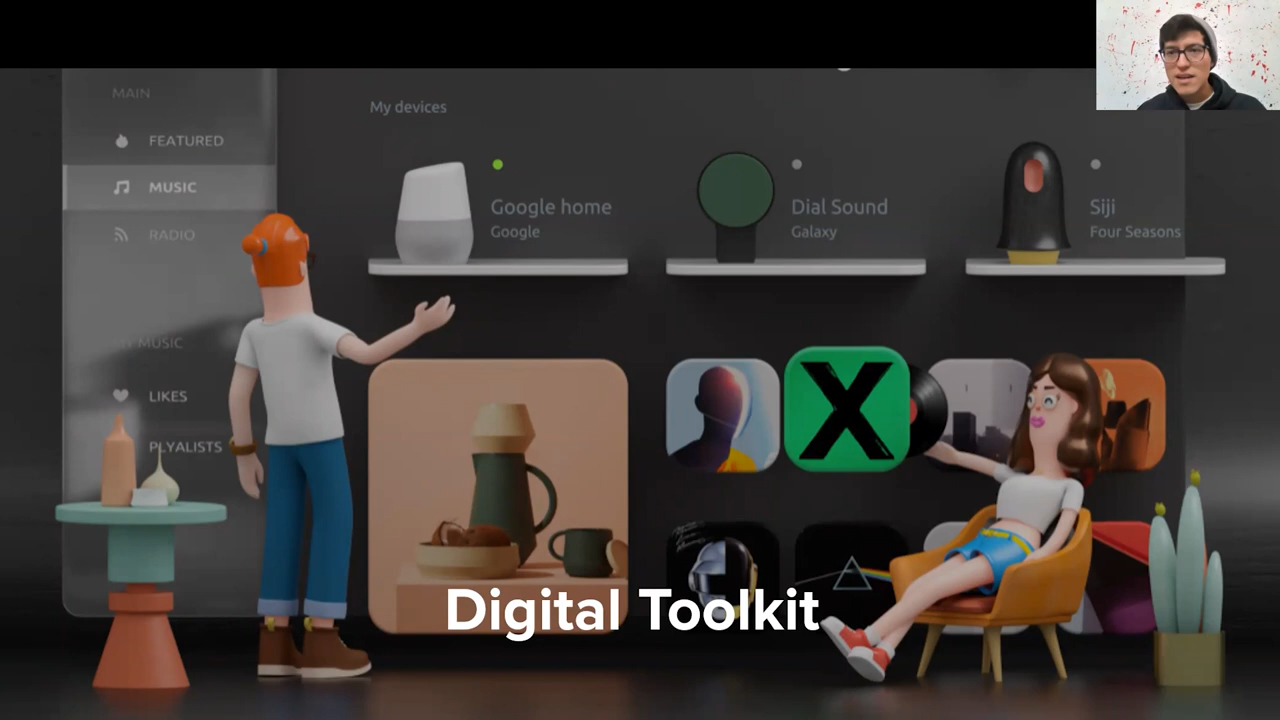 MAIN
FEATURED
MUSIC
RADIO
MUSIC
LIKES
PLYALISTS
My devices
Google home
Google
Dial Sound
Galaxy
Siji
Four Seasons
X
Digital Toolkit